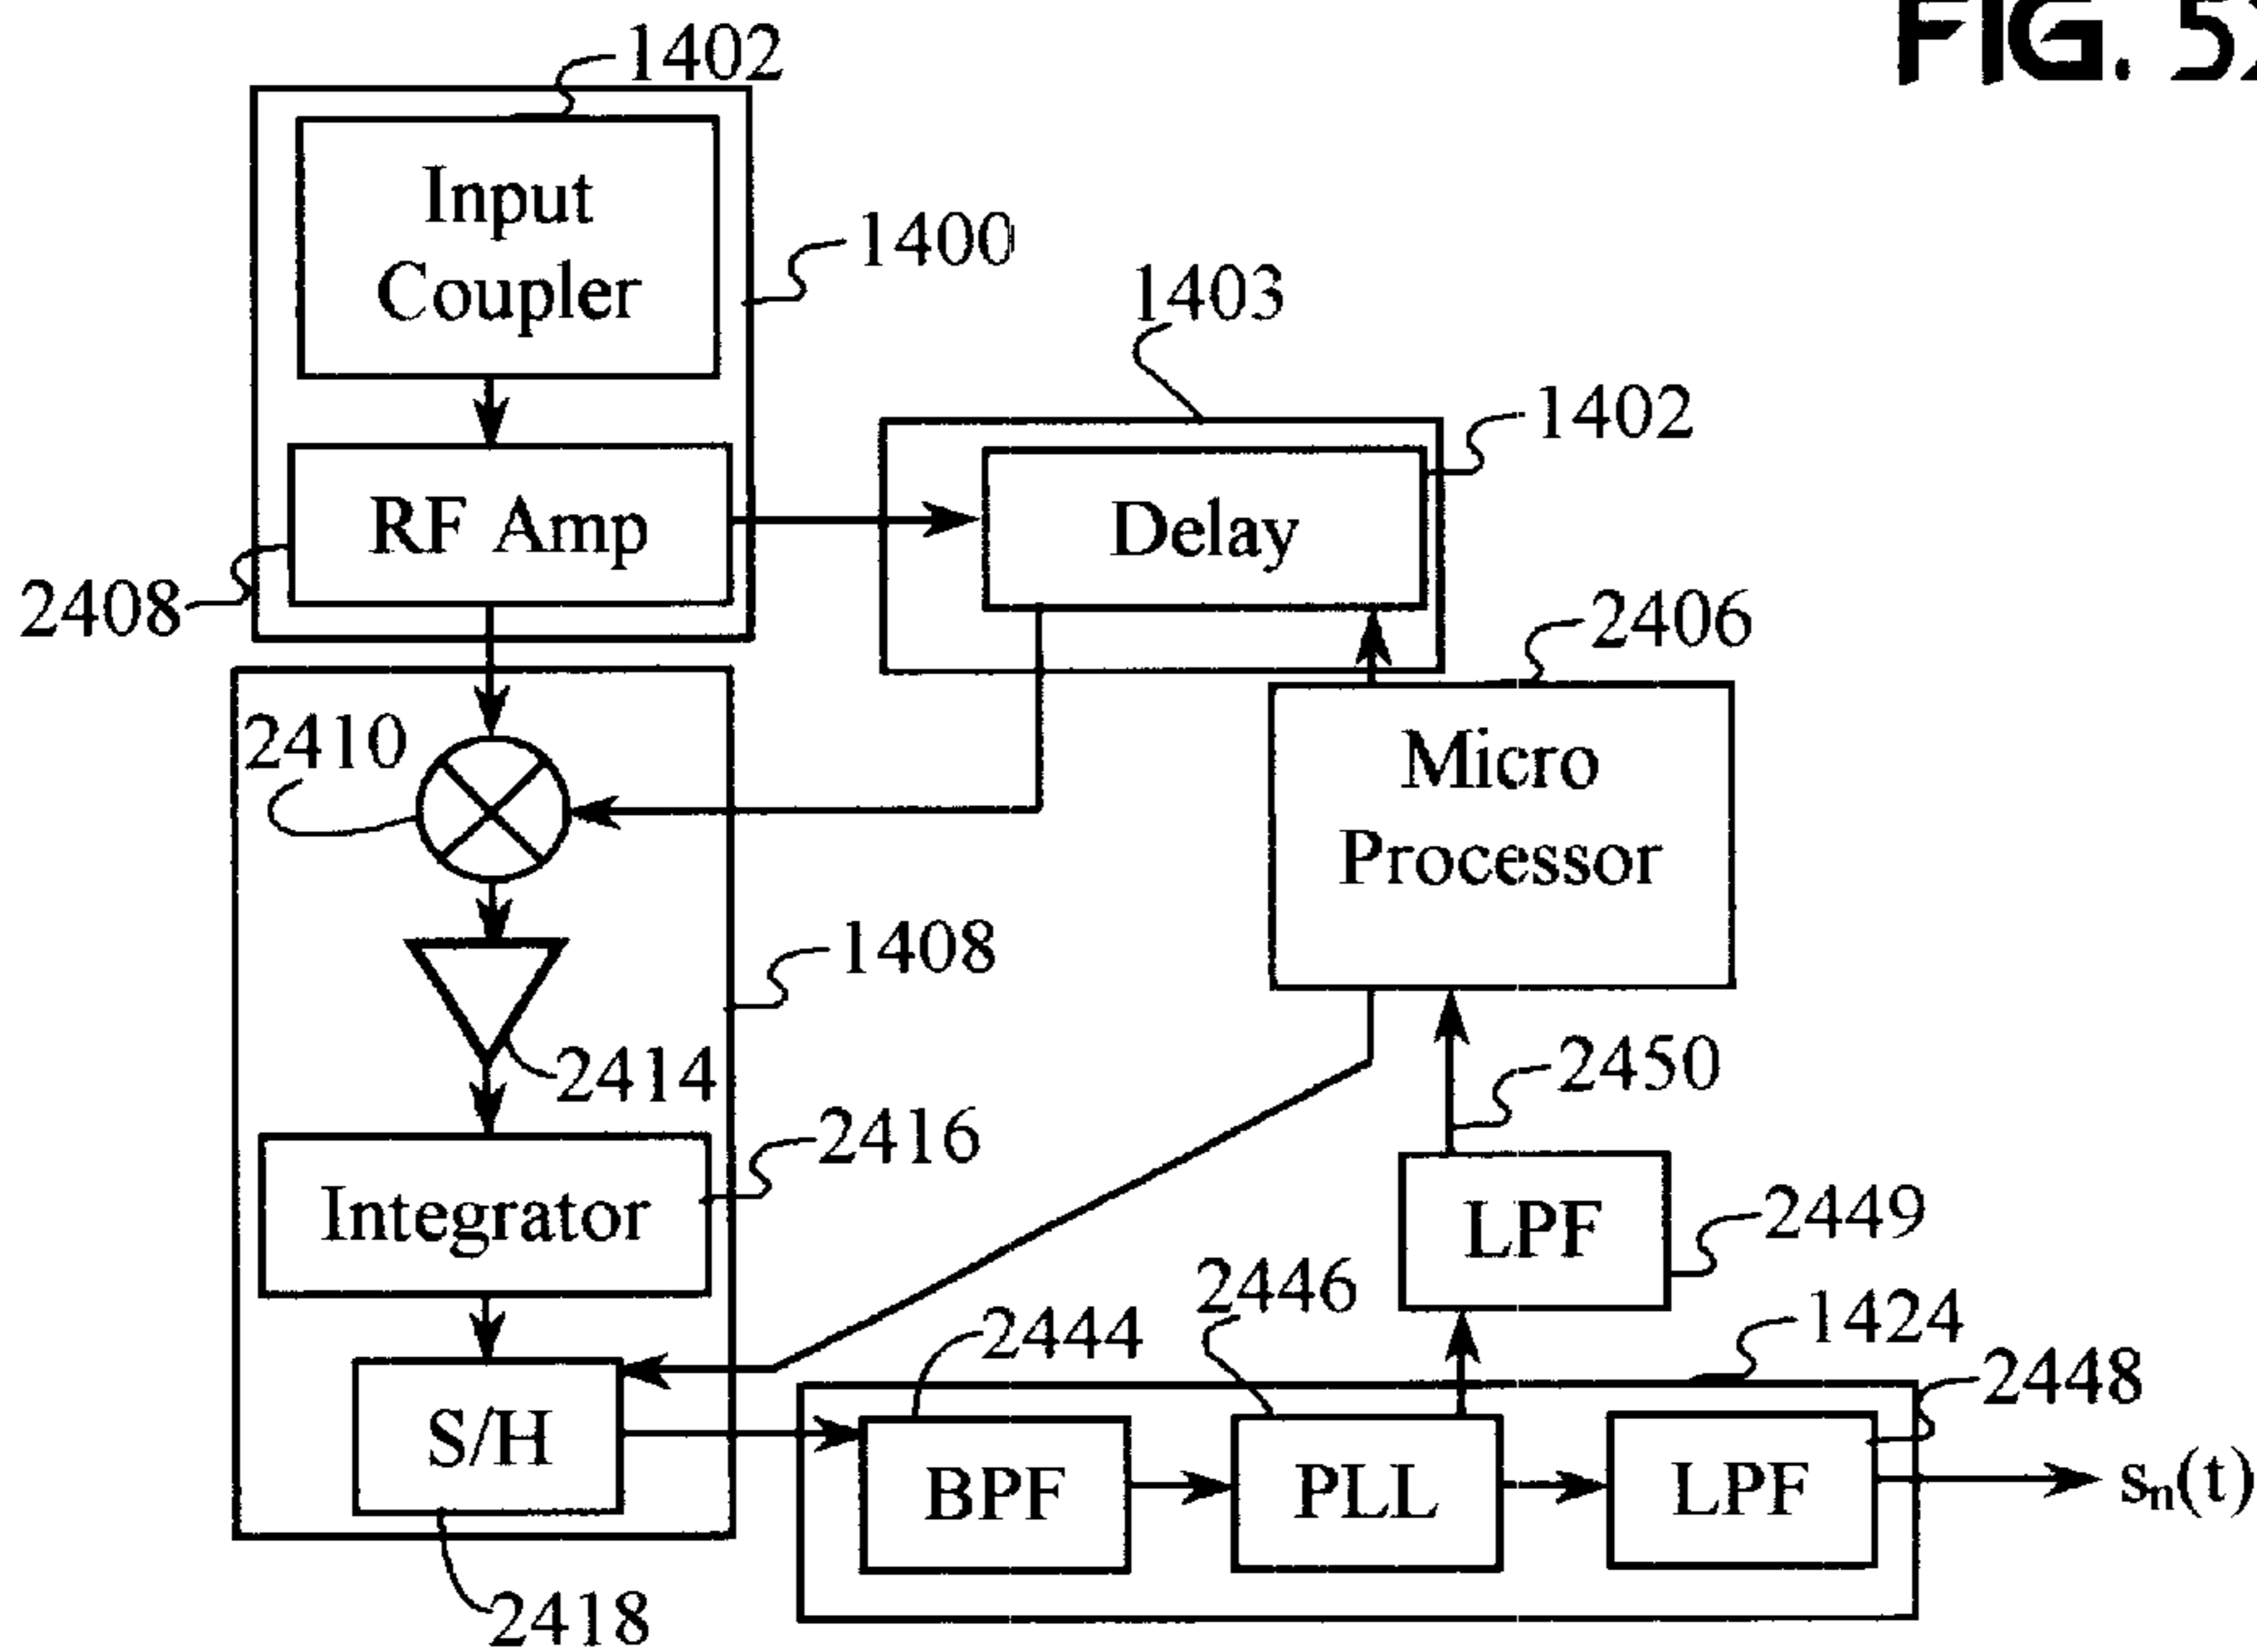 FIG. 5
1402
Input
Coupler
1400
1403
1402
RF Amp
Delay
2408
2406
2410
Micro
Processor
1408
2414
2450
2416
Integrator
LPF
2449
2446
1424
2444
2448
S/H
BPF
PLL
LPF
sn(t)
2418